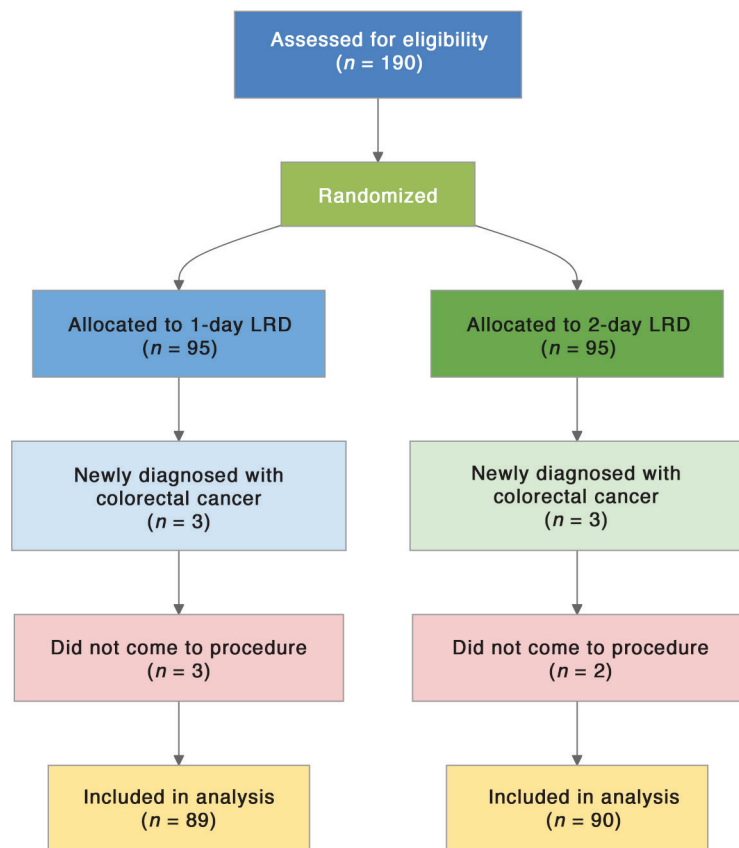 Assessed for eligibility
(n = 190)
Randomized
Allocated to 1-day LRD
(n = 95)
Allocated to 2-day LRD
(n = 95)
Newly diagnosed with
colorectal cancer
(n = 3)
Newly diagnosed with
colorectal cancer
(n = 3)
Did not come to procedure
(n = 3)
Did not come to procedure
(n = 2)
Included in analysis
(n = 89)
Included in analysis
(n = 90)